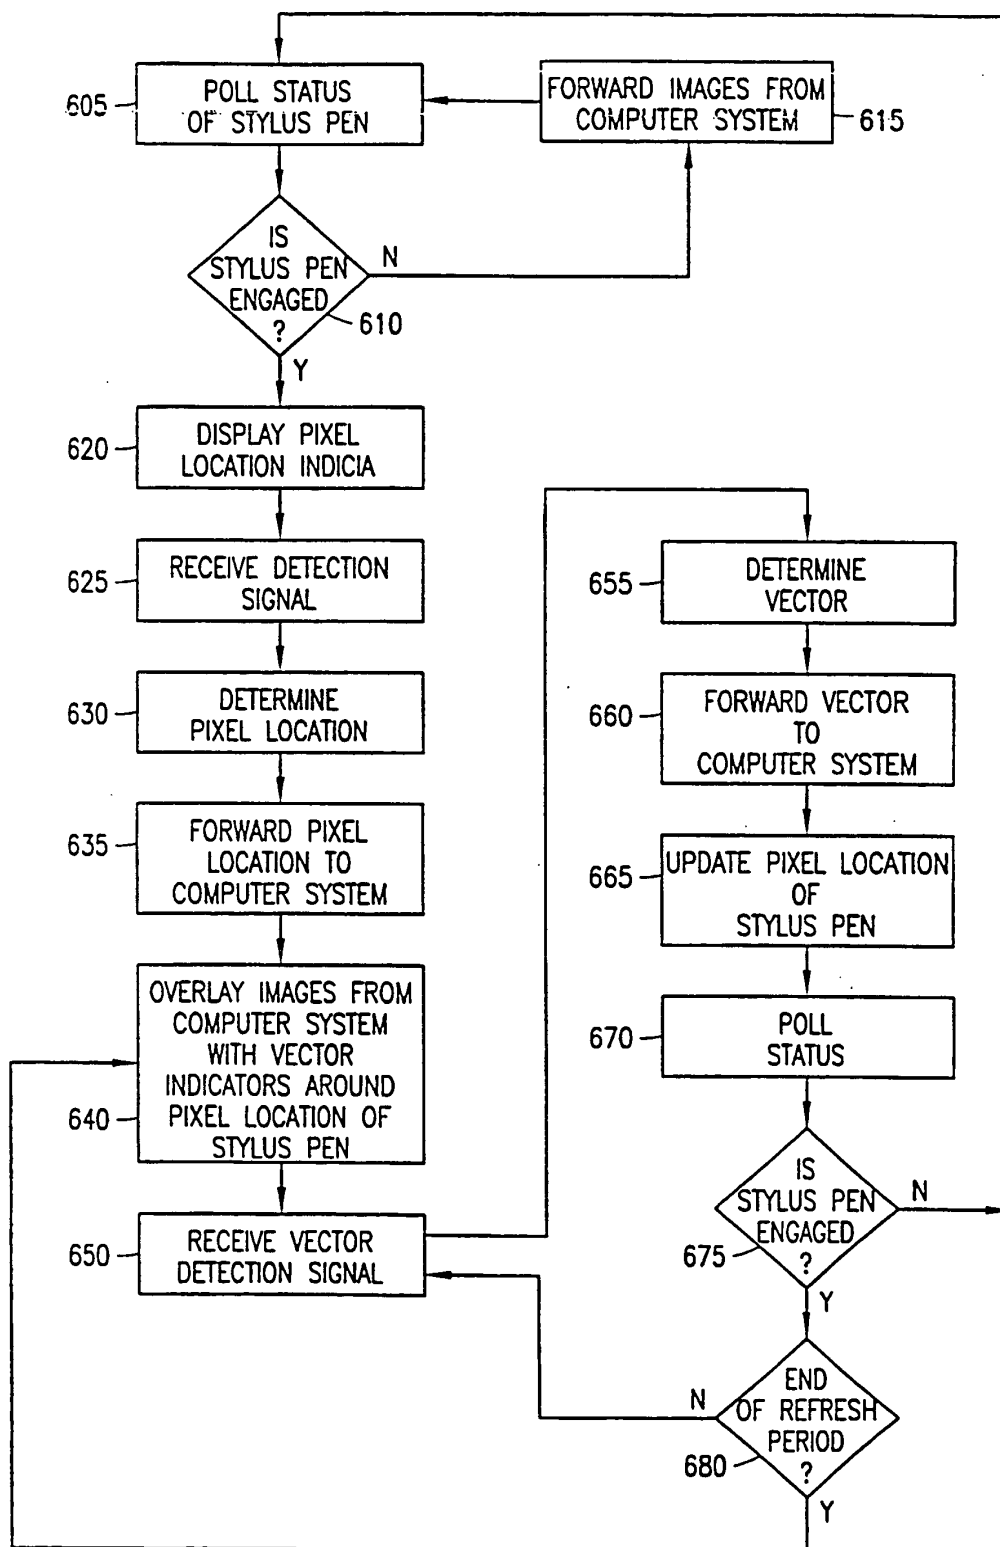 605
POLL STATUS
OF STYLUS PEN
FORWARD IMAGES FROM
COMPUTER SYSTEM
615
IS
STYLUS PEN
ENGAGED
?
N
610
Y
620
DISPLAY PIXEL
LOCATION INDICIA
625
RECEIVE DETECTION
SIGNAL
630
DETERMINE
PIXEL LOCATION
635
FORWARD PIXEL
LOCATION TO
COMPUTER SYSTEM
640
OVERLAY IMAGES FROM
COMPUTER SYSTEM
WITH VECTOR
INDICATORS AROUND
PIXEL LOCATION OF
STYLUS PEN
650
RECEIVE VECTOR
DETECTION SIGNAL
655
DETERMINE
VECTOR
660
FORWARD VECTOR
TO
COMPUTER SYSTEM
665
UPDATE PIXEL LOCATION
OF
STYLUS PEN
670
POLL
STATUS
IS
STYLUS PEN
ENGAGED
?
N
675
Y
END
OF REFRESH
PERIOD
?
N
680
Y